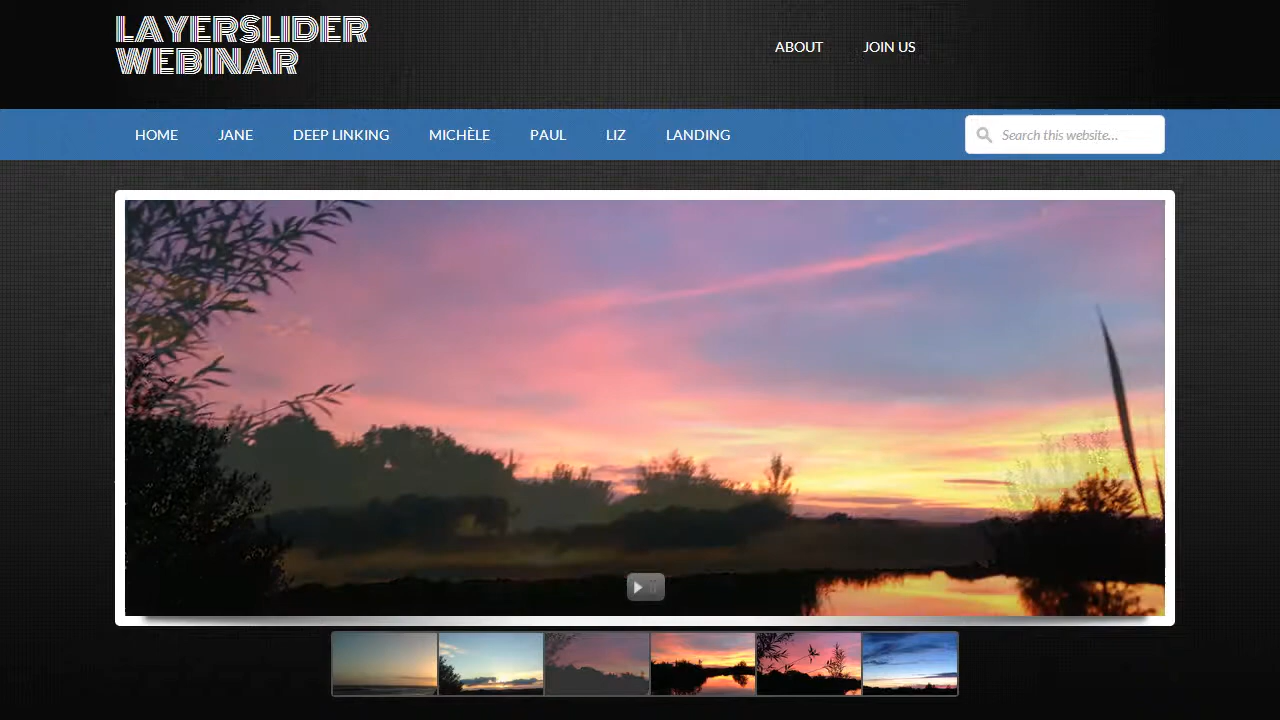 LAYERSLIDER
WEBINAR
ABOUT JOIN US
HOME JANE DEEP LINKING MICHÈLE PAUL LIZ LANDING
Search this website...